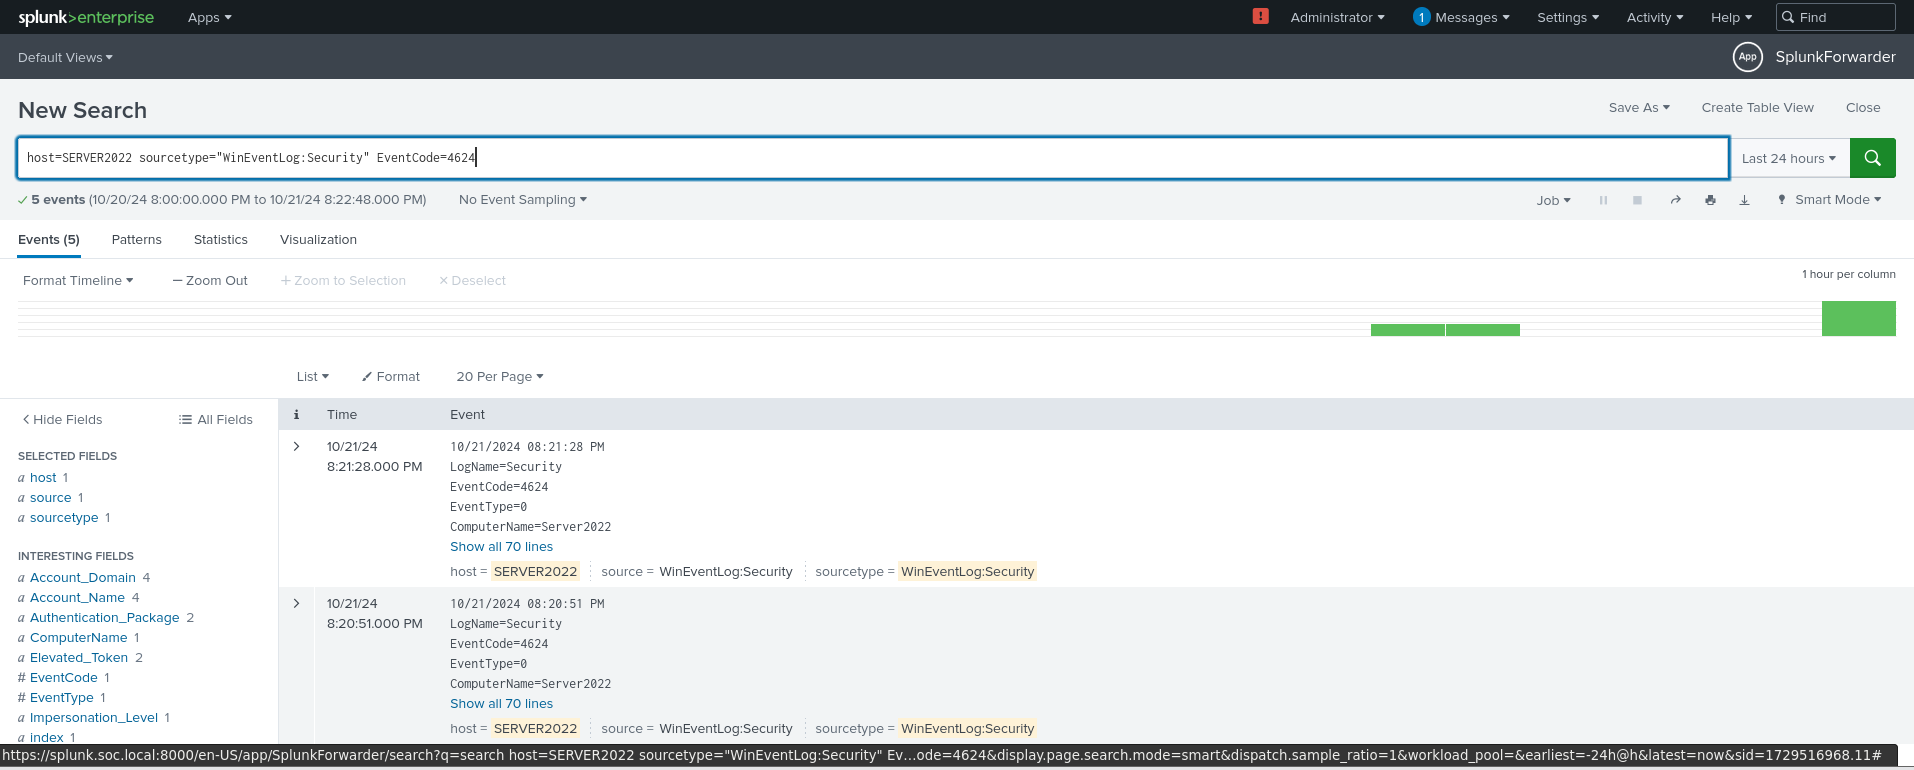 splunk>enterprise Apps Administrator 1 Messages Settings Activity Help Find
Default Views App SplunkForwarder
New Search Save As Create Table View Close
host=SERVER2022 sourcetype="WinEventLog:Security" EventCode=4624 Last 24 hours
5 events (10/20/24 8:00:00.000 PM to 10/21/24 8:22:48.000 PM) No Event Sampling Job Smart Mode
Events (5) Patterns Statistics Visualization
Format Timeline — Zoom Out + Zoom to Selection × Deselect 1 hour per column
List Format 20 Per Page
< Hide Fields All Fields
SELECTED FIELDS
a host 1
a source 1
a sourcetype 1
INTERESTING FIELDS
a Account_Domain 4
a Account_Name 4
a Authentication_Package 2
a ComputerName 1
a Elevated_Token 2
# EventCode 1
# EventType 1
a Impersonation_Level 1
a index 1
i Time Event
10/21/24
8:21:28.000 PM
10/21/2024 08:21:28 PM
LogName=Security
EventCode=4624
EventType=0
ComputerName=Server2022
Show all 70 lines
host = SERVER2022 source = WinEventLog:Security sourcetype = WinEventLog:Security
10/21/24
8:20:51.000 PM
10/21/2024 08:20:51 PM
LogName=Security
EventCode=4624
EventType=0
ComputerName=Server2022
Show all 70 lines
host = SERVER2022 source = WinEventLog:Security sourcetype = WinEventLog:Security
https://splunk.soc.local:8000/en-US/app/SplunkForwarder/search?q=search host=SERVER2022 sourcetype="WinEventLog:Security" Ev…ode=4624&display.page.search.mode=smart&dispatch.sample_ratio=1&workload_pool=&earliest=-24h@h&latest=now&sid=1729516968.11#